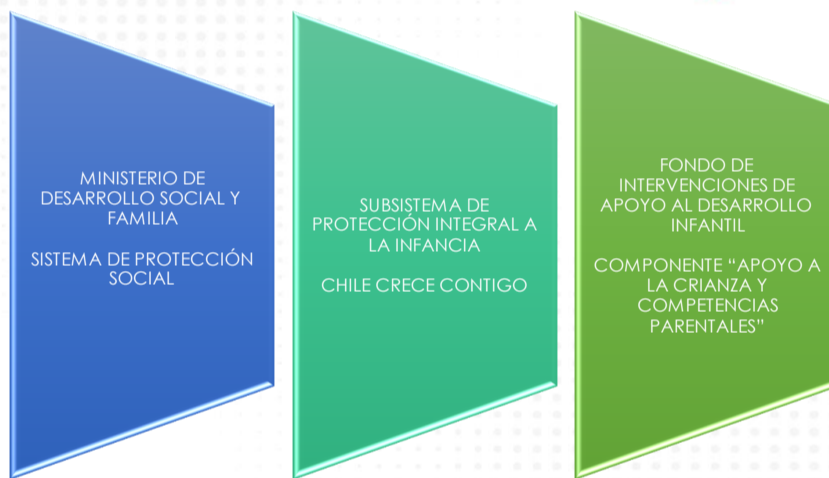 MINISTERIO DE
DESARROLLO SOCIAL Y
FAMILIA
SISTEMA DE PROTECCIÓN
SOCIAL
SUBSISTEMA DE
PROTECCIÓN INTEGRAL A
LA INFANCIA
CHILE CRECE CONTIGO
FONDO DE
INTERVENCIONES DE
APOYO AL DESARROLLO
INFANTIL
COMPONENTE “APOYO A
LA CRIANZA Y
COMPETENCIAS
PARENTALES”